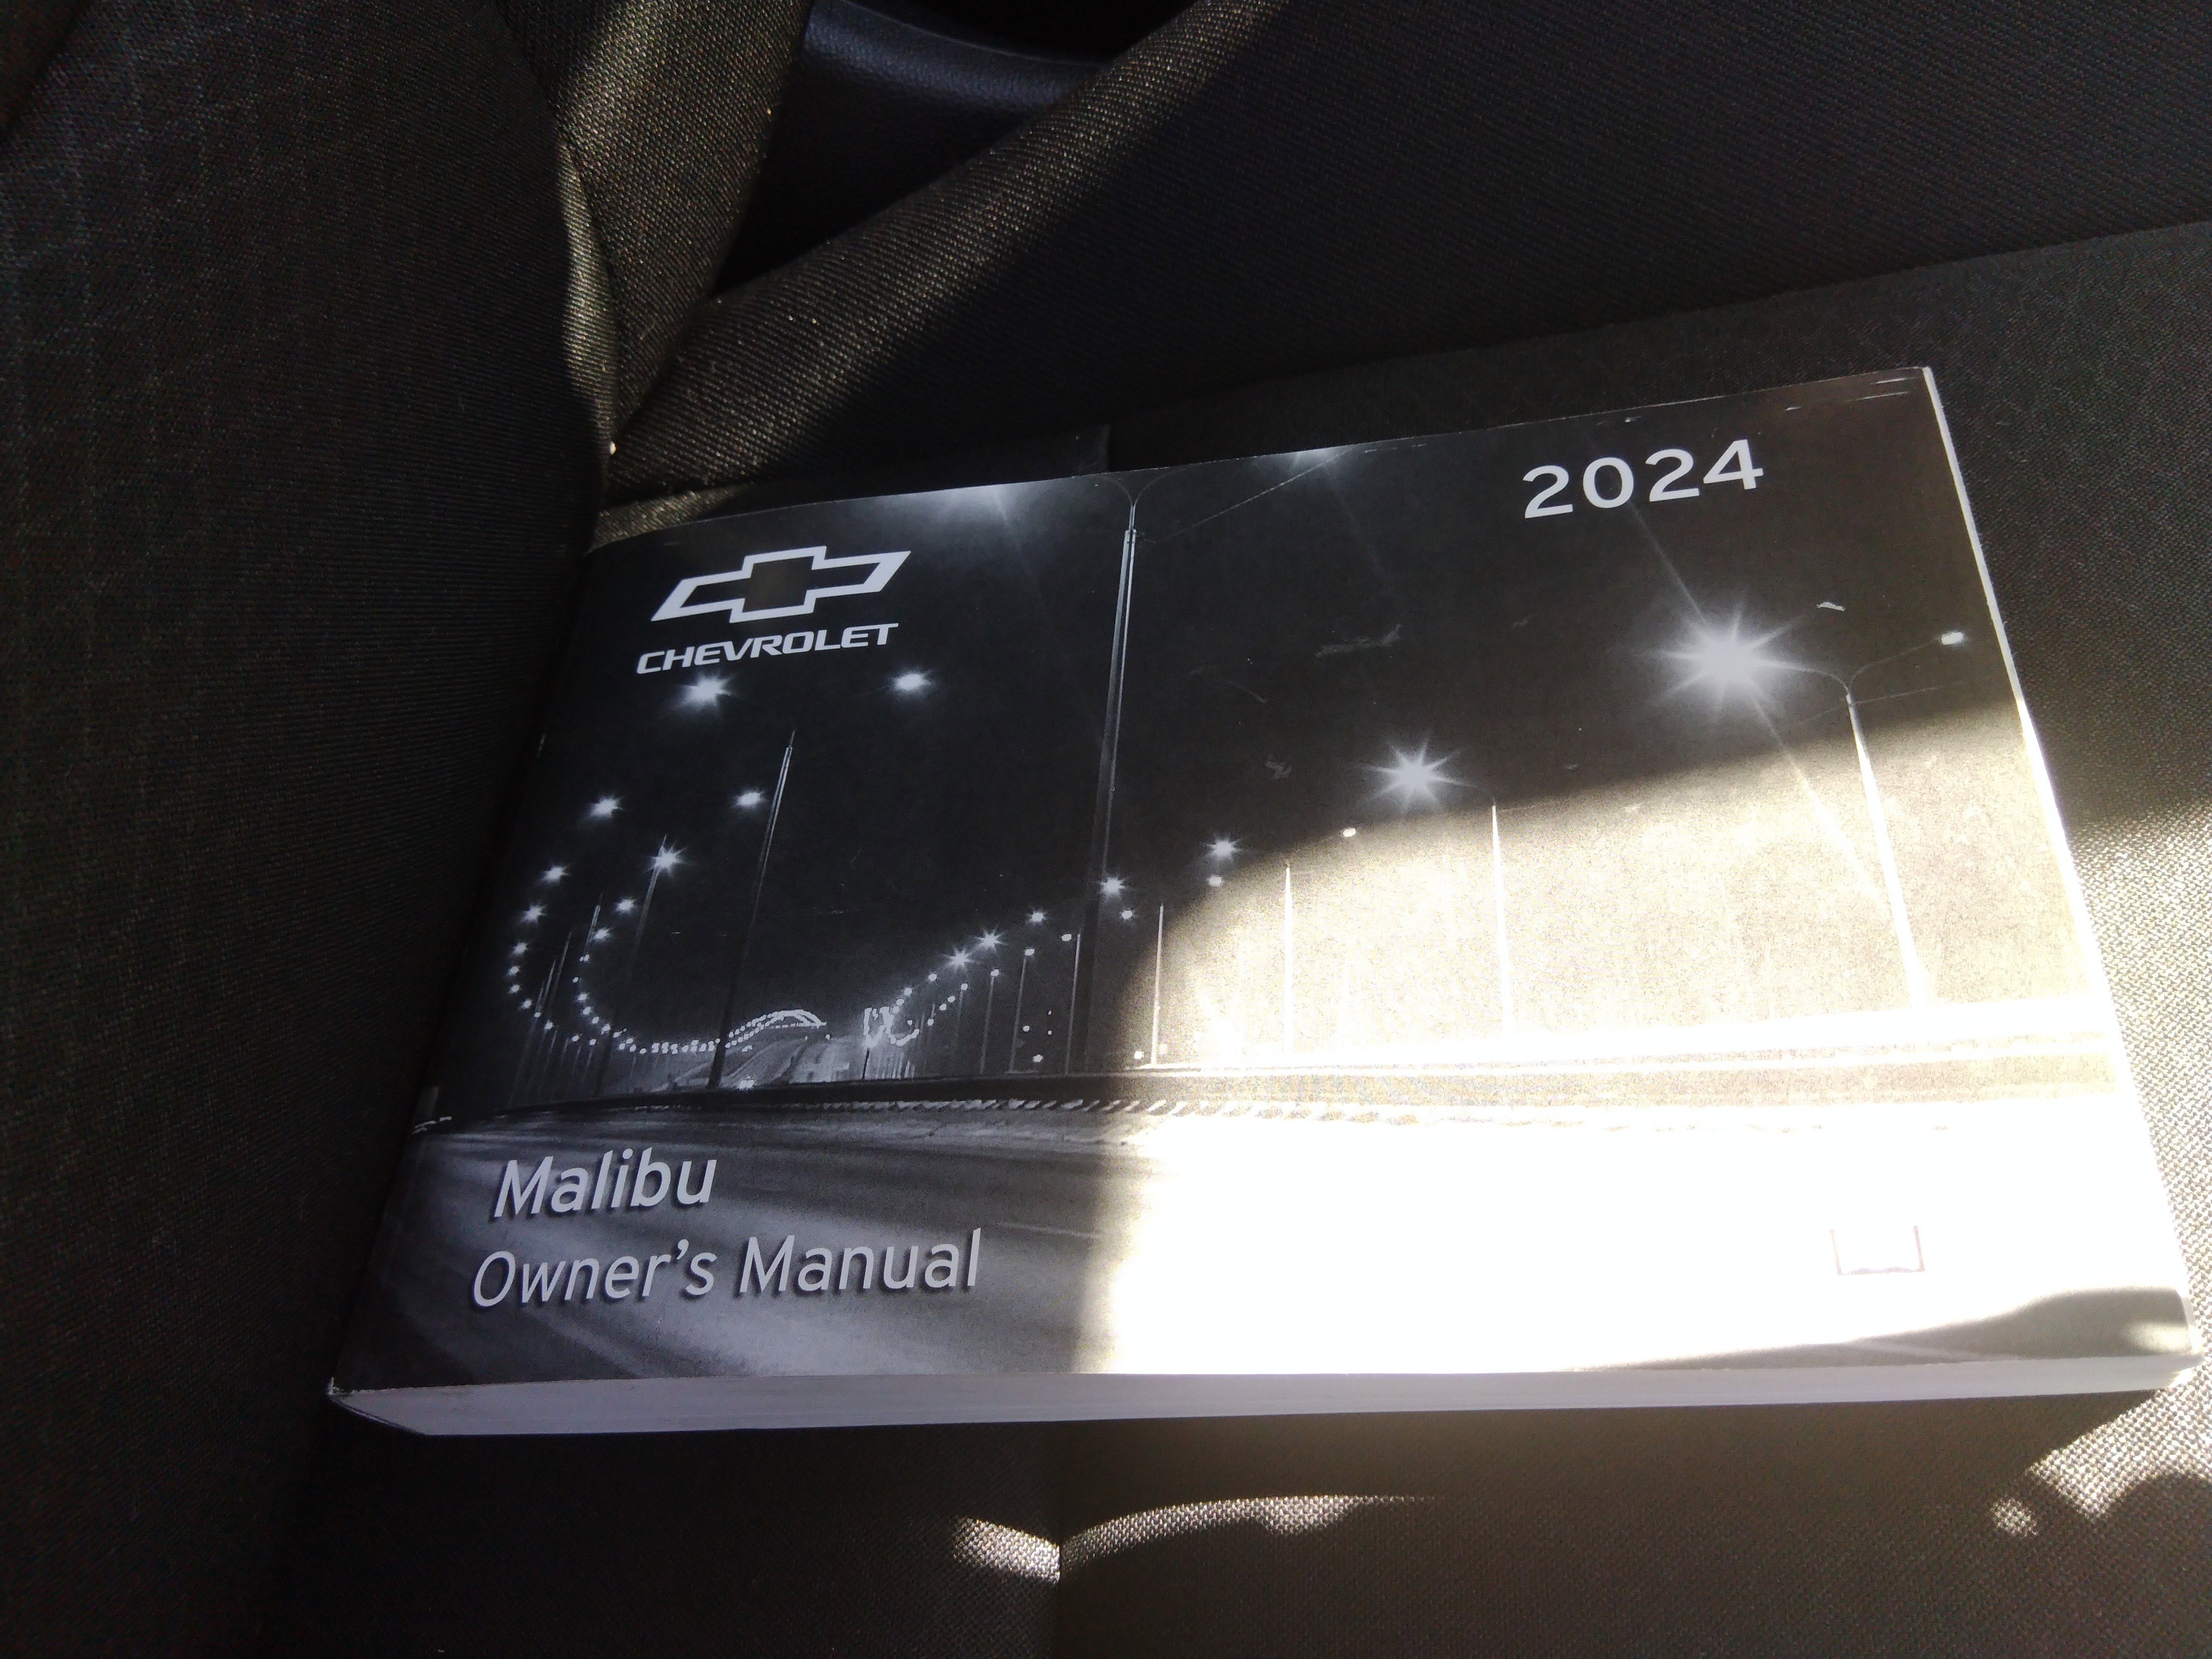 2024
CHEVROLET
Malibu
Owner's Manual